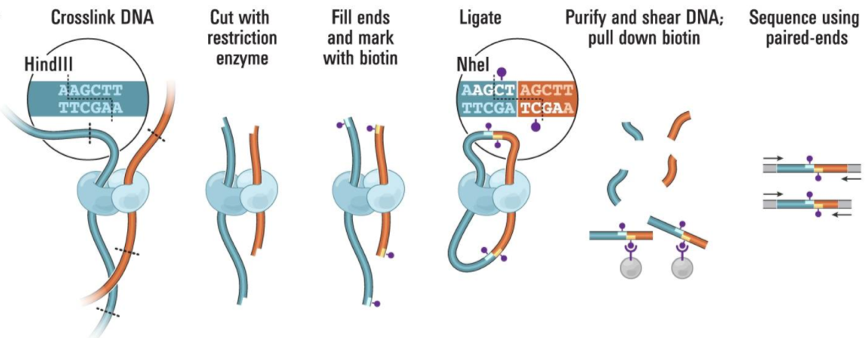 Crosslink DNA
Cut with
restriction
enzyme
Fill ends
and mark
with biotin
Ligate
Purify and shear DNA;
pull down biotin
Sequence using
paired-ends
HindIII
AAGCTT
TTCGAA
NheI
AAGCT AGCTT
TTCGA TCGAA